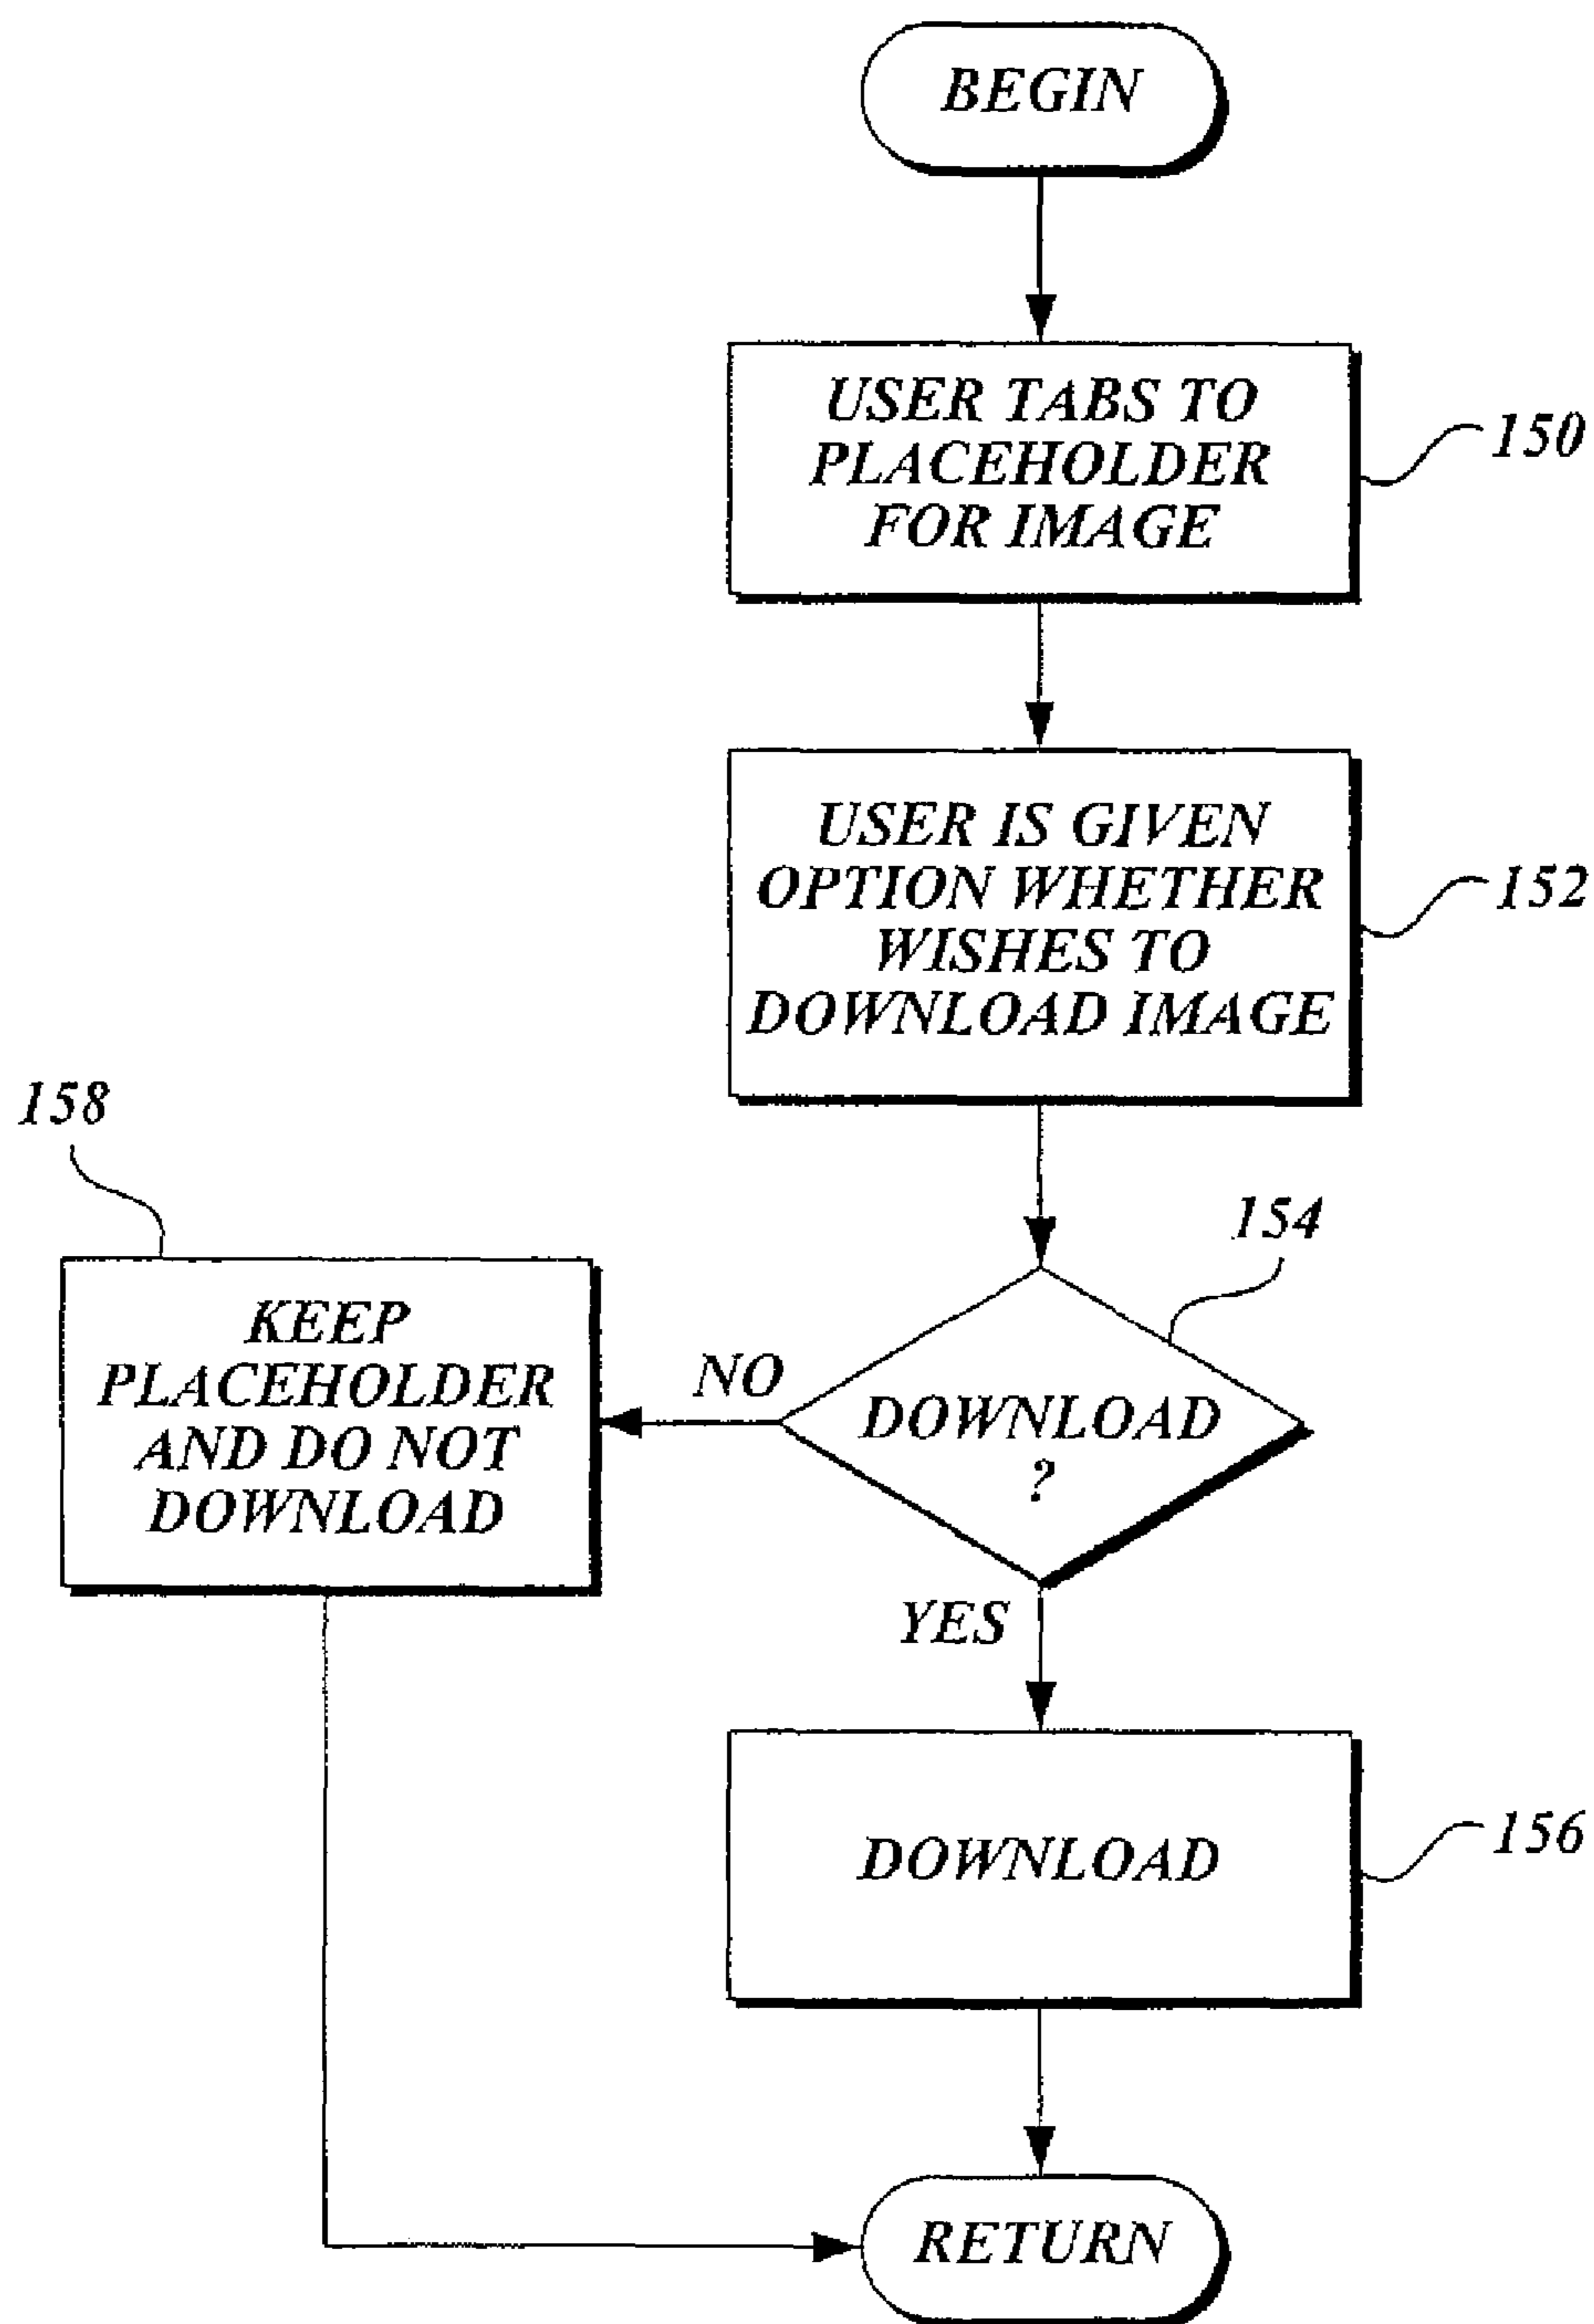 BEGIN
USER TABS TO
PLACEHOLDER
FOR IMAGE
150
USER IS GIVEN
OPTION WHETHER
WISHES TO
DOWNLOAD IMAGE
152
158
154
KEEP
PLACEHOLDER
AND DO NOT
DOWNLOAD
NO
DOWNLOAD
?
YES
DOWNLOAD
156
RETURN